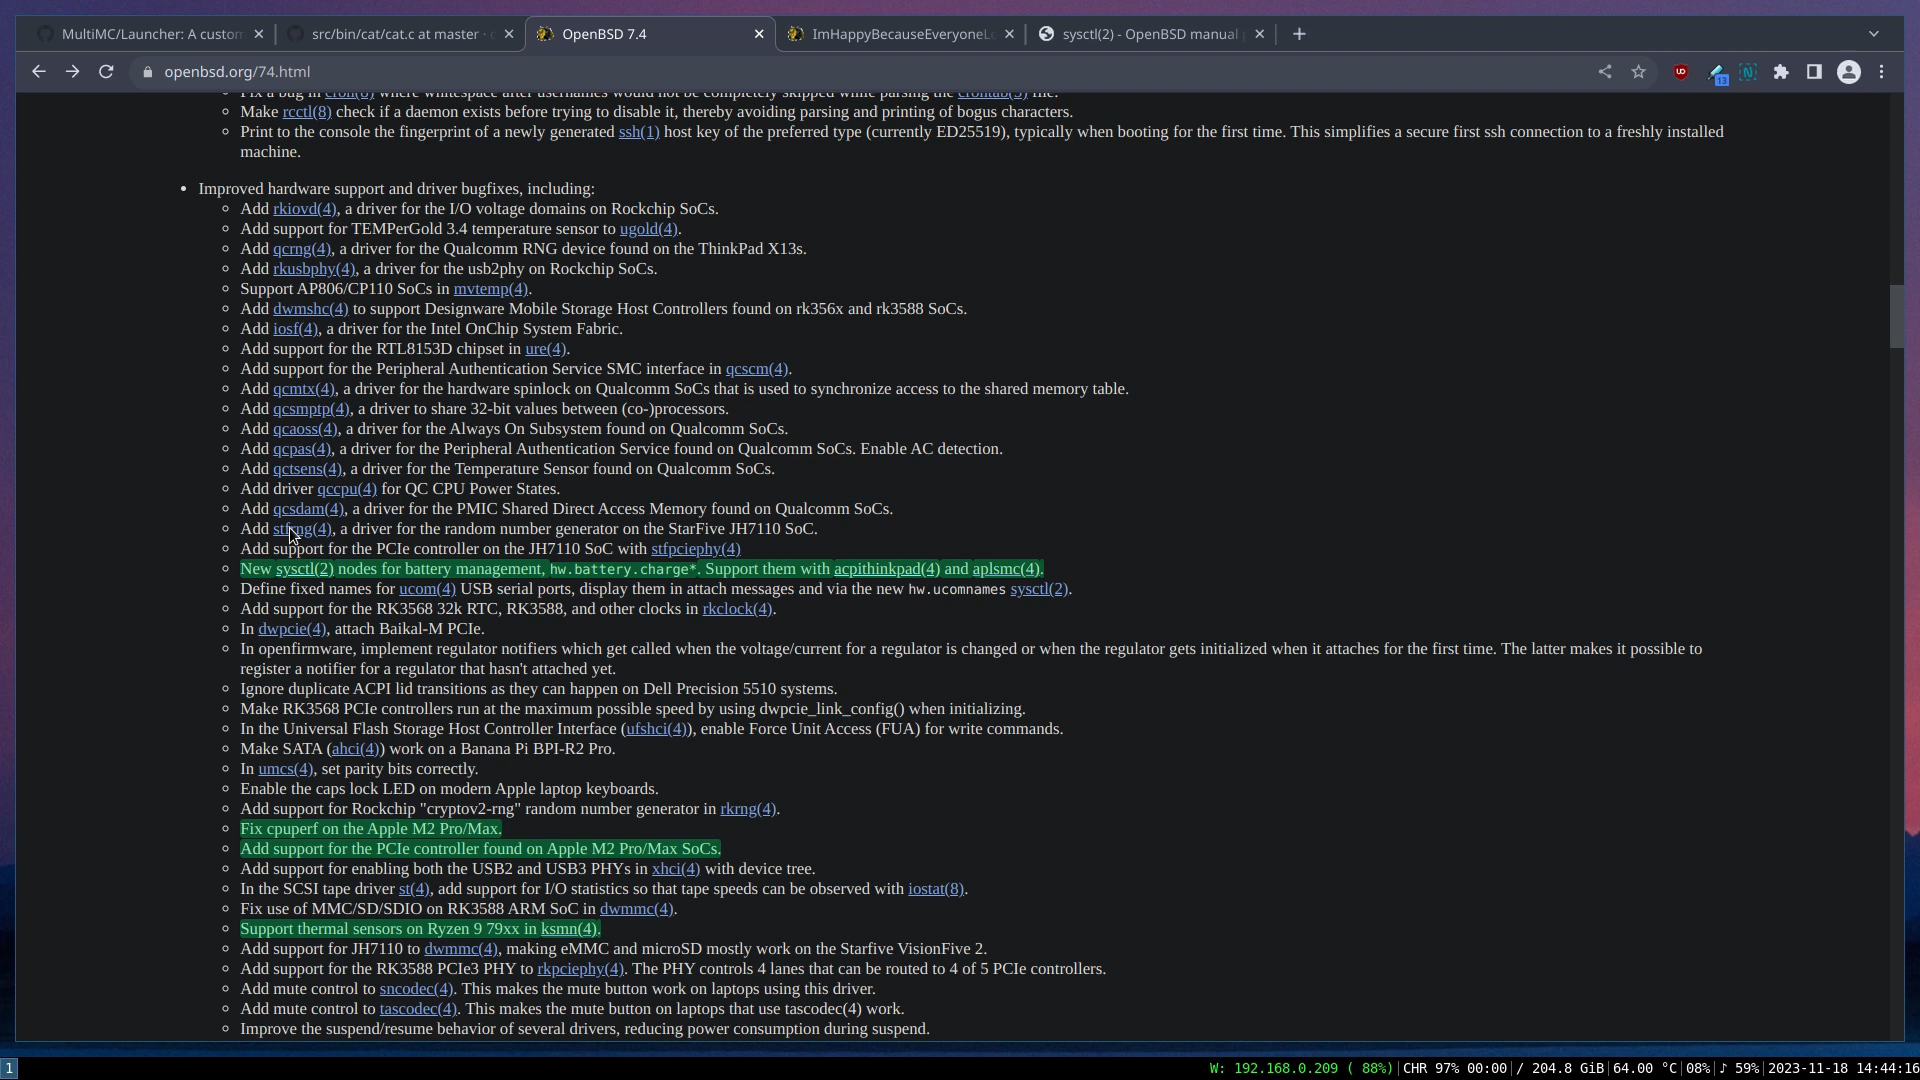 MultiMC/Launcher: A custom
src/bin/cat/cat.c at master ·
OpenBSD 7.4
ImHappyBecauseEveryoneLo
sysctl(2) - OpenBSD manual
openbsd.org/74.html
13
Fix a bug in cron(8) where whitespace after usernames would not be completely skipped while parsing the crontab(5) file.
Make rcctl(8) check if a daemon exists before trying to disable it, thereby avoiding parsing and printing of bogus characters.
Print to the console the fingerprint of a newly generated ssh(1) host key of the preferred type (currently ED25519), typically when booting for the first time. This simplifies a secure first ssh connection to a freshly installed
machine.
Improved hardware support and driver bugfixes, including:
Add rkiovd(4), a driver for the I/O voltage domains on Rockchip SoCs.
Add support for TEMPerGold 3.4 temperature sensor to ugold(4).
Add qcrng(4), a driver for the Qualcomm RNG device found on the ThinkPad X13s.
Add rkusbphy(4), a driver for the usb2phy on Rockchip SoCs.
Support AP806/CP110 SoCs in mvtemp(4).
Add dwmshc(4) to support Designware Mobile Storage Host Controllers found on rk356x and rk3588 SoCs.
Add iosf(4), a driver for the Intel OnChip System Fabric.
Add support for the RTL8153D chipset in ure(4).
Add support for the Peripheral Authentication Service SMC interface in qcscm(4).
Add qcmtx(4), a driver for the hardware spinlock on Qualcomm SoCs that is used to synchronize access to the shared memory table.
Add qcsmptp(4), a driver to share 32-bit values between (co-)processors.
Add qcaoss(4), a driver for the Always On Subsystem found on Qualcomm SoCs.
Add qcpas(4), a driver for the Peripheral Authentication Service found on Qualcomm SoCs. Enable AC detection.
Add qctsens(4), a driver for the Temperature Sensor found on Qualcomm SoCs.
Add driver qccpu(4) for QC CPU Power States.
Add qcsdam(4), a driver for the PMIC Shared Direct Access Memory found on Qualcomm SoCs.
Add stfrng(4), a driver for the random number generator on the StarFive JH7110 SoC.
Add support for the PCIe controller on the JH7110 SoC with stfpciephy(4)
New sysctl(2) nodes for battery management, hw.battery.charge*. Support them with acpithinkpad(4) and aplsmc(4).
Define fixed names for ucom(4) USB serial ports, display them in attach messages and via the new hw.ucomnames sysctl(2).
Add support for the RK3568 32k RTC, RK3588, and other clocks in rkclock(4).
In dwpcie(4), attach Baikal-M PCIe.
In openfirmware, implement regulator notifiers which get called when the voltage/current for a regulator is changed or when the regulator gets initialized when it attaches for the first time. The latter makes it possible to
register a notifier for a regulator that hasn't attached yet.
Ignore duplicate ACPI lid transitions as they can happen on Dell Precision 5510 systems.
Make RK3568 PCIe controllers run at the maximum possible speed by using dwpcie_link_config() when initializing.
In the Universal Flash Storage Host Controller Interface (ufshci(4)), enable Force Unit Access (FUA) for write commands.
Make SATA (ahci(4)) work on a Banana Pi BPI-R2 Pro.
In umcs(4), set parity bits correctly.
Enable the caps lock LED on modern Apple laptop keyboards.
Add support for Rockchip "cryptov2-rng" random number generator in rkrng(4).
Fix cpuperf on the Apple M2 Pro/Max.
Add support for the PCIe controller found on Apple M2 Pro/Max SoCs.
Add support for enabling both the USB2 and USB3 PHYs in xhci(4) with device tree.
In the SCSI tape driver st(4), add support for I/O statistics so that tape speeds can be observed with iostat(8).
Fix use of MMC/SD/SDIO on RK3588 ARM SoC in dwmmc(4).
Support thermal sensors on Ryzen 9 79xx in ksmn(4).
Add support for JH7110 to dwmmc(4), making eMMC and microSD mostly work on the Starfive VisionFive 2.
Add support for the RK3588 PCIe3 PHY to rkpciephy(4). The PHY controls 4 lanes that can be routed to 4 of 5 PCIe controllers.
Add mute control to sncodec(4). This makes the mute button work on laptops using this driver.
Add mute control to tascodec(4). This makes the mute button on laptops that use tascodec(4) work.
Improve the suspend/resume behavior of several drivers, reducing power consumption during suspend.
1
W: 192.168.0.209 ( 88%)|CHR 97% 00:00|/ 204.8 GiB|64.00 °C|08%|♪ 59%|2023-11-18 14:44:16